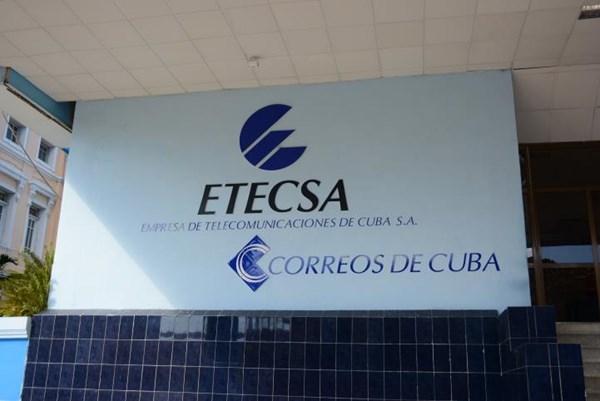 ETECSA
EMPRESA DE TELECOMUNICACIONES DE CUBA S.A.
CORREOS DE CUBA